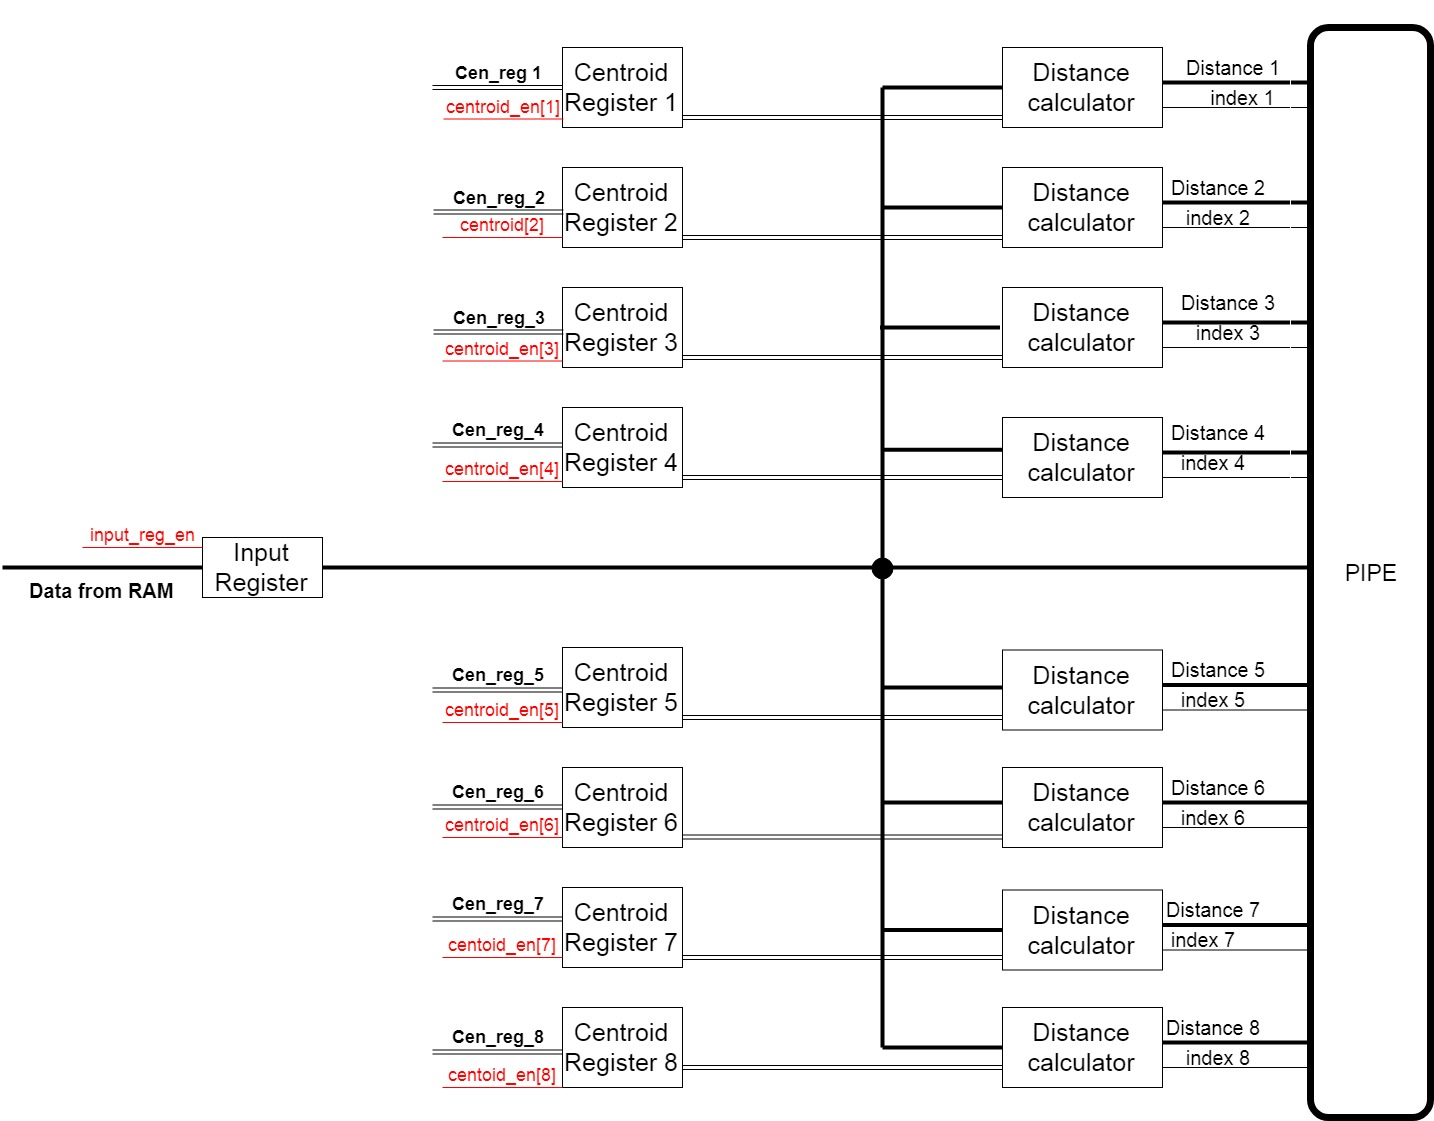 Cen_reg 1
centroid_en[1]
Centroid
Register 1
Distance
calculator
Distance 1
index 1
Cen_reg_2
centroid[2]
Centroid
Register 2
Distance
calculator
Distance 2
index 2
Cen_reg_3
centroid_en[3]
Centroid
Register 3
Distance
calculator
Distance 3
index 3
Cen_reg_4
centroid_en[4]
Centroid
Register 4
Distance
calculator
Distance 4
index 4
input_reg_en
Data from RAM
Input
Register
PIPE
Cen_reg_5
centroid_en[5]
Centroid
Register 5
Distance
calculator
Distance 5
index 5
Cen_reg_6
centroid_en[6]
Centroid
Register 6
Distance
calculator
Distance 6
index 6
Cen_reg_7
centoid_en[7]
Centroid
Register 7
Distance
calculator
Distance 7
index 7
Cen_reg_8
centoid_en[8]
Centroid
Register 8
Distance
calculator
Distance 8
index 8